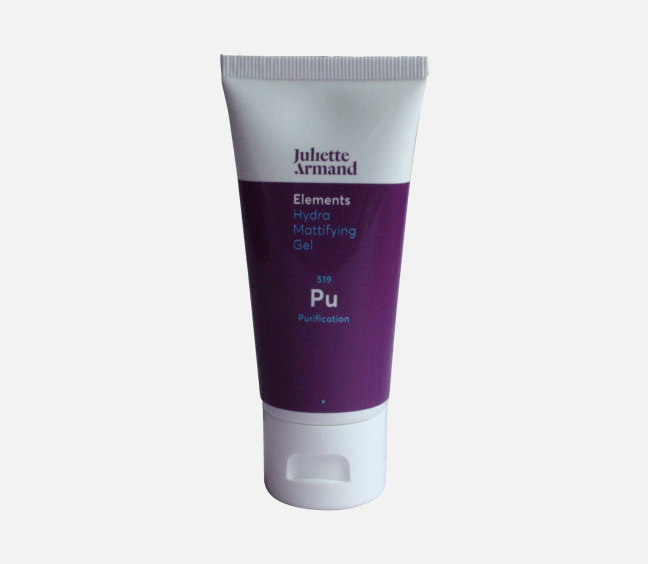 Juliette
Armand
Elements
Hydra
Mattifying
Gel
519
Pu
Purification